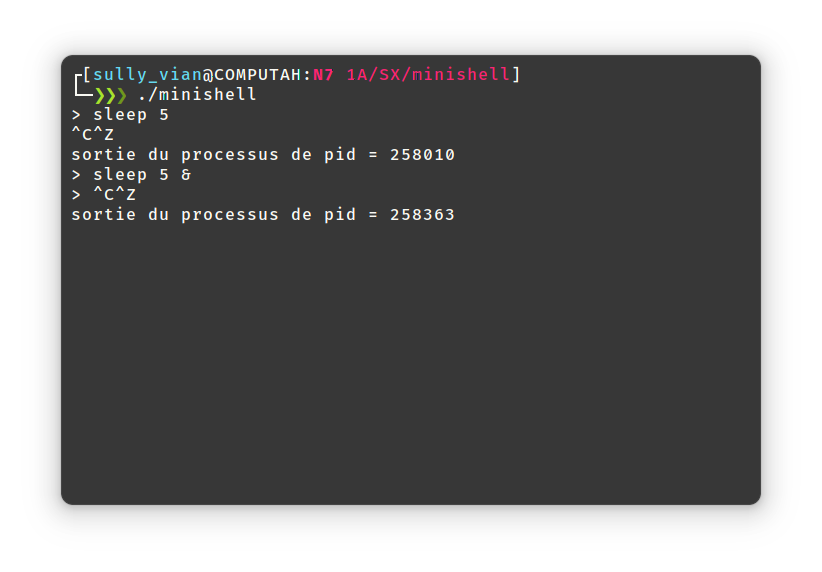 ┌[sully_vian@COMPUTAH:N7 1A/SX/minishell]
└─❯❯❯ ./minishell
> sleep 5
^C^Z
sortie du processus de pid = 258010
> sleep 5 &
> ^C^Z
sortie du processus de pid = 258363